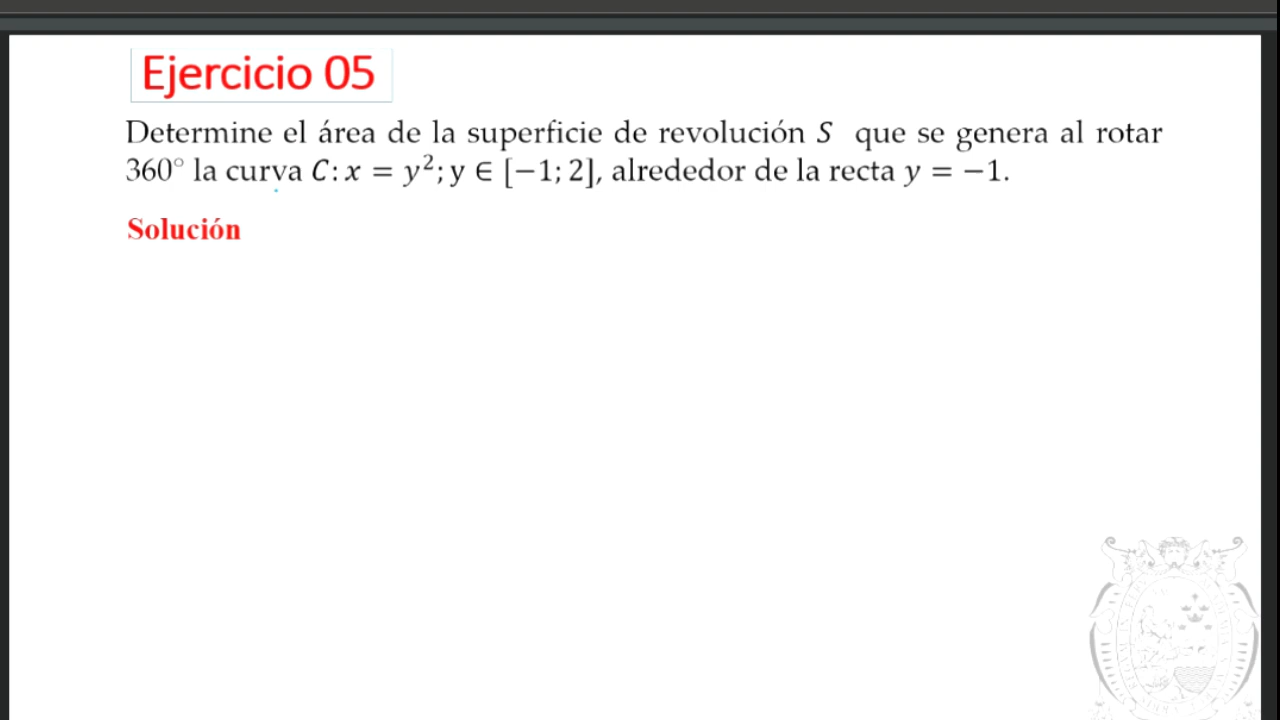 Ejercicio 05
Determine el área de la superficie de revolución S que se genera al rotar
360° la curva C: x = y²; y ∈ [−1; 2], alrededor de la recta y = −1.
Solución